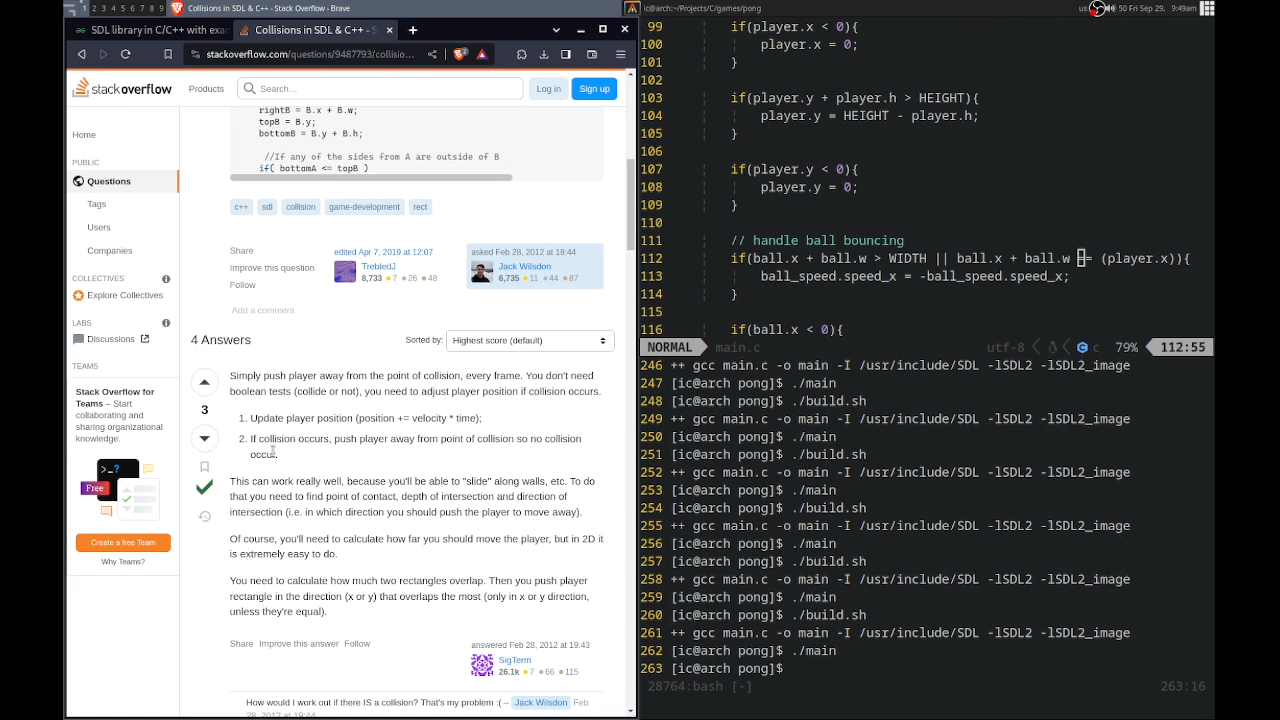 1 2 3 4 5 6 7 8 9
Collisions in SDL & C++ - Stack Overflow - Brave
ic@arch:~/Projects/C/games/pong
us
50 Fri Sep 29, 9:49am
SDL library in C/C++ with exa
Collisions in SDL & C++ - S
stackoverflow.com/questions/9487793/collisio...
stackoverflow
Products
Search...
Log in
Sign up
Home
PUBLIC
Questions
Tags
Users
Companies
COLLECTIVES
Explore Collectives
LABS
Discussions
TEAMS
Stack Overflow for
Teams – Start
collaborating and
sharing organizational
knowledge.
Free
Create a free Team
Why Teams?
rightB = B.x + B.w;
topB = B.y;
bottomB = B.y + B.h;
//If any of the sides from A are outside of B
if( bottomA <= topB )
c++ sdl collision game-development rect
Share
Improve this question
Follow
edited Apr 7, 2019 at 12:07
TrebledJ
8,733 7 26 48
asked Feb 28, 2012 at 18:44
Jack Wilsdon
6,735 11 44 87
Add a comment
4 Answers
Sorted by: Highest score (default)
3
Simply push player away from the point of collision, every frame. You don't need
boolean tests (collide or not), you need to adjust player position if collision occurs.
1. Update player position (position += velocity * time);
2. If collision occurs, push player away from point of collision so no collision
occur.
This can work really well, because you'll be able to "slide" along walls, etc. To do
that you need to find point of contact, depth of intersection and direction of
intersection (i.e. in which direction you should push the player to move away).
Of course, you'll need to calculate how far you should move the player, but in 2D it
is extremely easy to do.
You need to calculate how much two rectangles overlap. Then you push player
rectangle in the direction (x or y) that overlaps the most (only in x or y direction,
unless they're equal).
Share Improve this answer Follow
answered Feb 28, 2012 at 19:43
SigTerm
26.1k 7 66 115
How would I work out if there IS a collision? That's my problem :( – Jack Wilsdon Feb
28, 2012 at 19:44
99 if(player.x < 0){
100 player.x = 0;
101 }
102
103 if(player.y + player.h > HEIGHT){
104 player.y = HEIGHT - player.h;
105 }
106
107 if(player.y < 0){
108 player.y = 0;
109 }
110
111 // handle ball bouncing
112 if(ball.x + ball.w > WIDTH || ball.x + ball.w = (player.x)){
113 ball_speed.speed_x = -ball_speed.speed_x;
114 }
115
116 if(ball.x < 0){
NORMAL main.c utf-8 c 79% 112:55
246 ++ gcc main.c -o main -I /usr/include/SDL -lSDL2 -lSDL2_image
247 [ic@arch pong]$ ./main
248 [ic@arch pong]$ ./build.sh
249 ++ gcc main.c -o main -I /usr/include/SDL -lSDL2 -lSDL2_image
250 [ic@arch pong]$ ./main
251 [ic@arch pong]$ ./build.sh
252 ++ gcc main.c -o main -I /usr/include/SDL -lSDL2 -lSDL2_image
253 [ic@arch pong]$ ./main
254 [ic@arch pong]$ ./build.sh
255 ++ gcc main.c -o main -I /usr/include/SDL -lSDL2 -lSDL2_image
256 [ic@arch pong]$ ./main
257 [ic@arch pong]$ ./build.sh
258 ++ gcc main.c -o main -I /usr/include/SDL -lSDL2 -lSDL2_image
259 [ic@arch pong]$ ./main
260 [ic@arch pong]$ ./build.sh
261 ++ gcc main.c -o main -I /usr/include/SDL -lSDL2 -lSDL2_image
262 [ic@arch pong]$ ./main
263 [ic@arch pong]$
28764:bash [-] 263:16